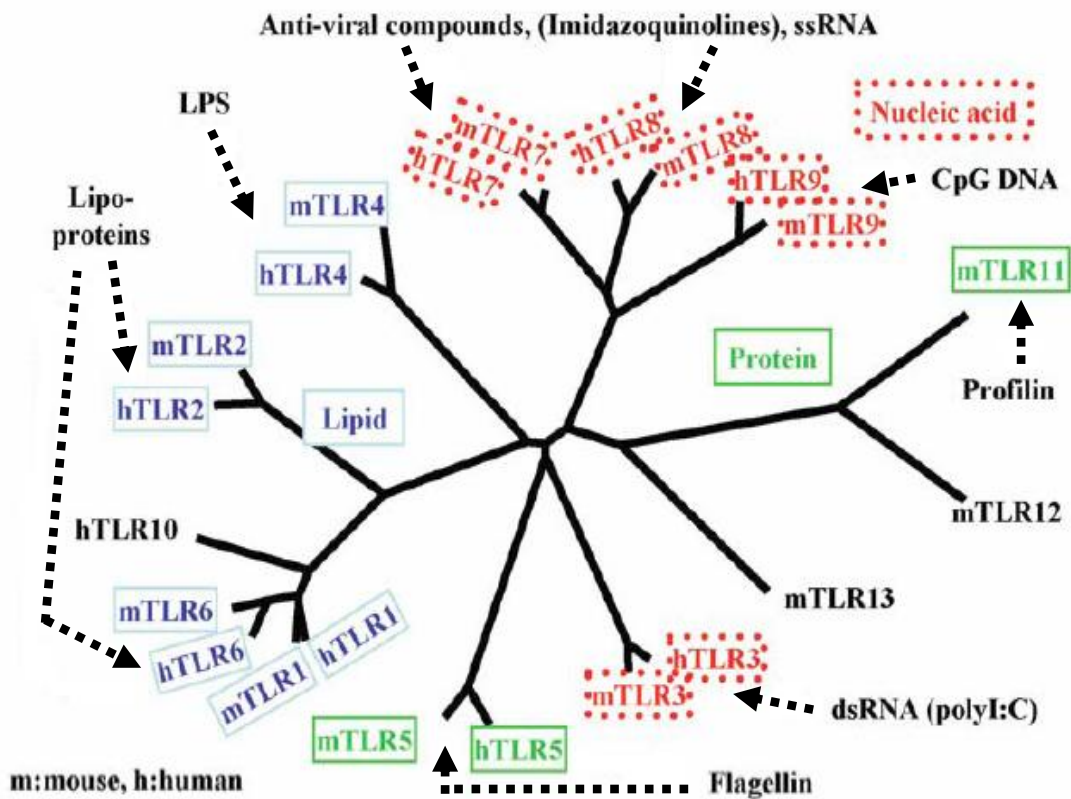 Anti-viral compounds, (Imidazoquinolines), ssRNA
LPS
mTLR7
hTLR7
hTLR8
mTLR8
Nucleic acid
hTLR9
CpG DNA
mTLR9
Lipo-
proteins
mTLR4
hTLR4
mTLR11
mTLR2
Protein
Profilin
hTLR2
Lipid
mTLR12
hTLR10
mTLR13
mTLR6
hTLR6
mTLR1
hTLR1
hTLR3
mTLR3
dsRNA (polyI:C)
mTLR5
hTLR5
m:mouse, h:human
Flagellin